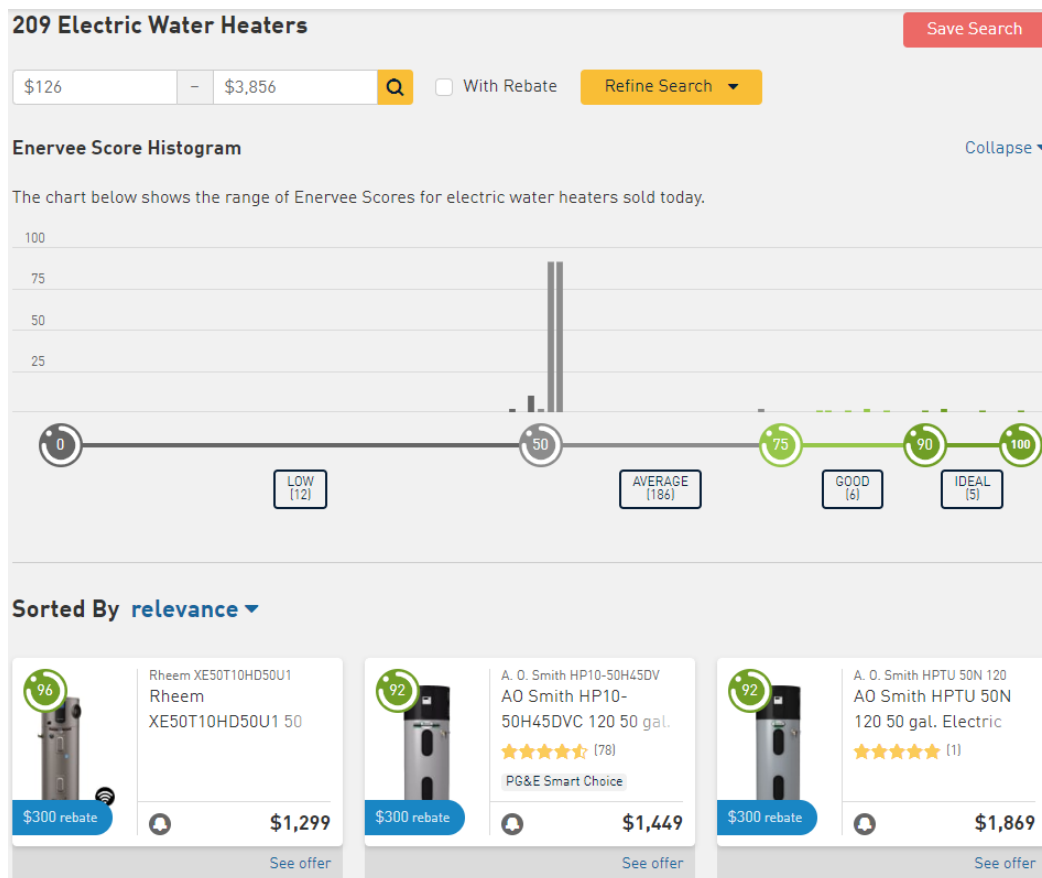 209 Electric Water Heaters
Save Search
$126 – $3,856
With Rebate
Refine Search
Enervee Score Histogram
Collapse
The chart below shows the range of Enervee Scores for electric water heaters sold today.
100
75
50
25
0 50 75 90 100
LOW
(12)
AVERAGE
(186)
GOOD
(6)
IDEAL
(5)
Sorted By relevance
96
Rheem XE50T10HD50U1
Rheem
XE50T10HD50U1 50
$300 rebate
$1,299
See offer
92
A. O. Smith HP10-50H45DV
AO Smith HP10-
50H45DVC 120 50 gal.
(78)
PG&E Smart Choice
$300 rebate
$1,449
See offer
92
A. O. Smith HPTU 50N 120
AO Smith HPTU 50N
120 50 gal. Electric
(1)
$300 rebate
$1,869
See offer